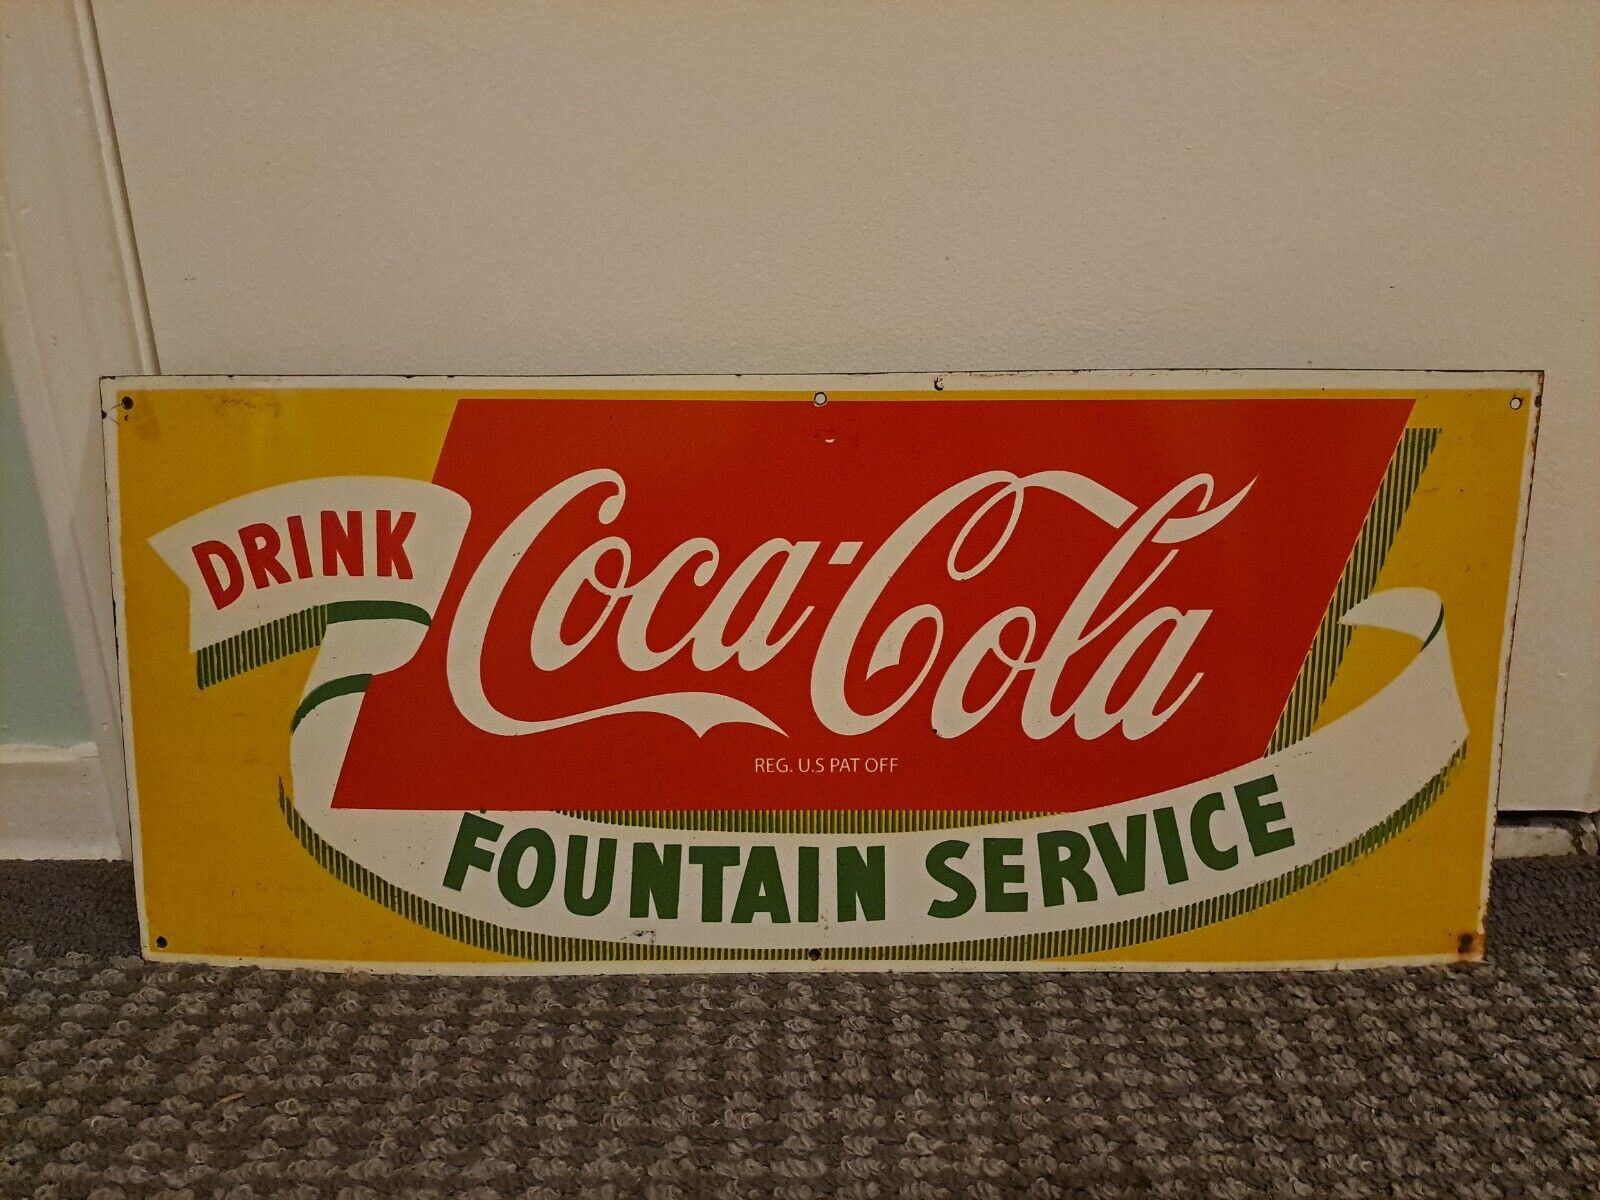 DRINK
Coca-Cola
REG. U.S PAT OFF
FOUNTAIN SERVICE